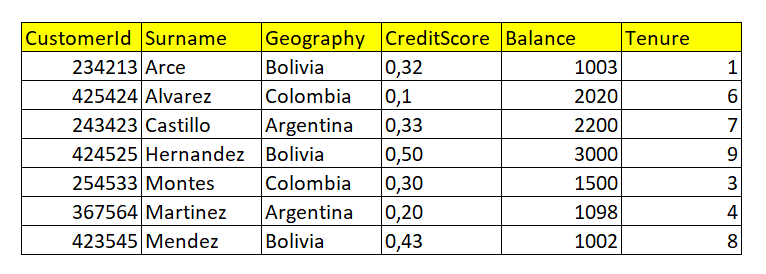 CustomerId Surname Geography CreditScore Balance Tenure
234213 Arce Bolivia 0,32 1003 1
425424 Alvarez Colombia 0,1 2020 6
243423 Castillo Argentina 0,33 2200 7
424525 Hernandez Bolivia 0,50 3000 9
254533 Montes Colombia 0,30 1500 3
367564 Martinez Argentina 0,20 1098 4
423545 Mendez Bolivia 0,43 1002 8